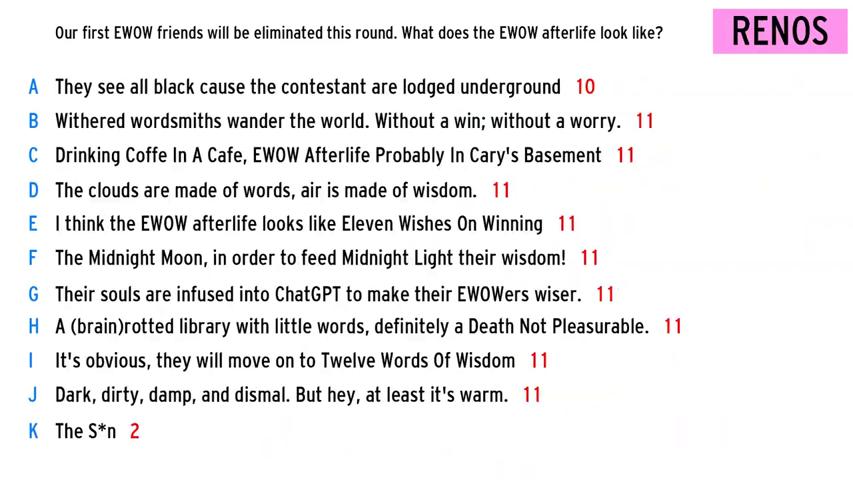 Our first EWOW friends will be eliminated this round. What does the EWOW afterlife look like?
RENOS
A They see all black cause the contestant are lodged underground 10
B Withered wordsmiths wander the world. Without a win; without a worry. 11
C Drinking Coffe In A Cafe, EWOW Afterlife Probably In Cary's Basement 11
D The clouds are made of words, air is made of wisdom. 11
E I think the EWOW afterlife looks like Eleven Wishes On Winning 11
F The Midnight Moon, in order to feed Midnight Light their wisdom! 11
G Their souls are infused into ChatGPT to make their EWOWers wiser. 11
H A (brain)rotted library with little words, definitely a Death Not Pleasurable. 11
I It's obvious, they will move on to Twelve Words Of Wisdom 11
J Dark, dirty, damp, and dismal. But hey, at least it's warm. 11
K The S*n 2